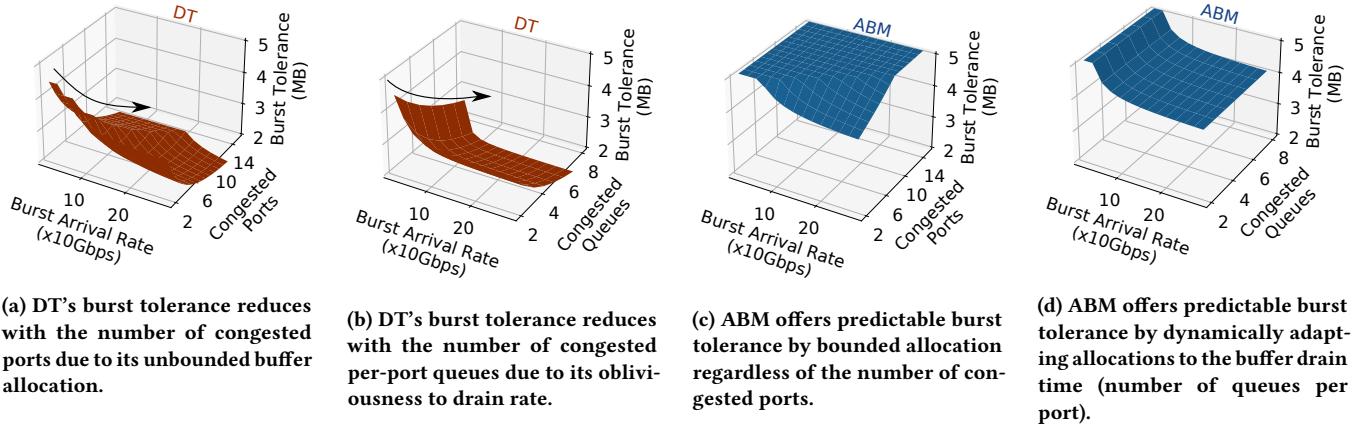 DT
5
4
3
2
Burst Tolerance
(MB)
14
10
6
2
Congested
Ports
10
20
Burst Arrival Rate
(x10Gbps)
(a) DT's burst tolerance reduces
with the number of congested
ports due to its unbounded buffer
allocation.
DT
5
4
3
2
Burst Tolerance
(MB)
8
6
4
2
Congested
Queues
10
20
Burst Arrival Rate
(x10Gbps)
(b) DT's burst tolerance reduces
with the number of congested
per-port queues due to its oblivi-
ousness to drain rate.
ABM
5
4
3
2
Burst Tolerance
(MB)
14
10
6
2
Congested
Ports
10
20
Burst Arrival Rate
(x10Gbps)
(c) ABM offers predictable burst
tolerance by bounded allocation
regardless of the number of con-
gested ports.
ABM
5
4
3
2
Burst Tolerance
(MB)
8
6
4
2
Congested
Queues
10
20
Burst Arrival Rate
(x10Gbps)
(d) ABM offers predictable burst
tolerance by dynamically adapt-
ing allocations to the buffer drain
time (number of queues per
port).